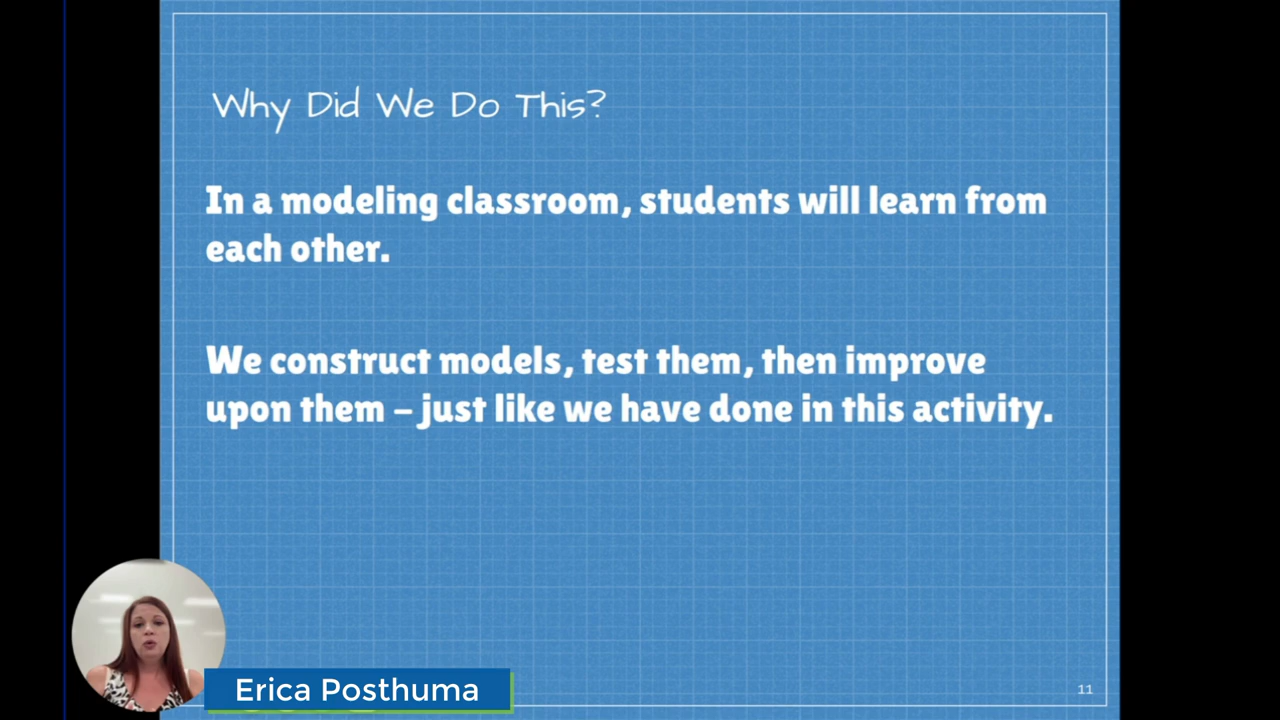 Why Did We Do This?
In a modeling classroom, students will learn from
each other.
We construct models, test them, then improve
upon them – just like we have done in this activity.
Erica Posthuma
11